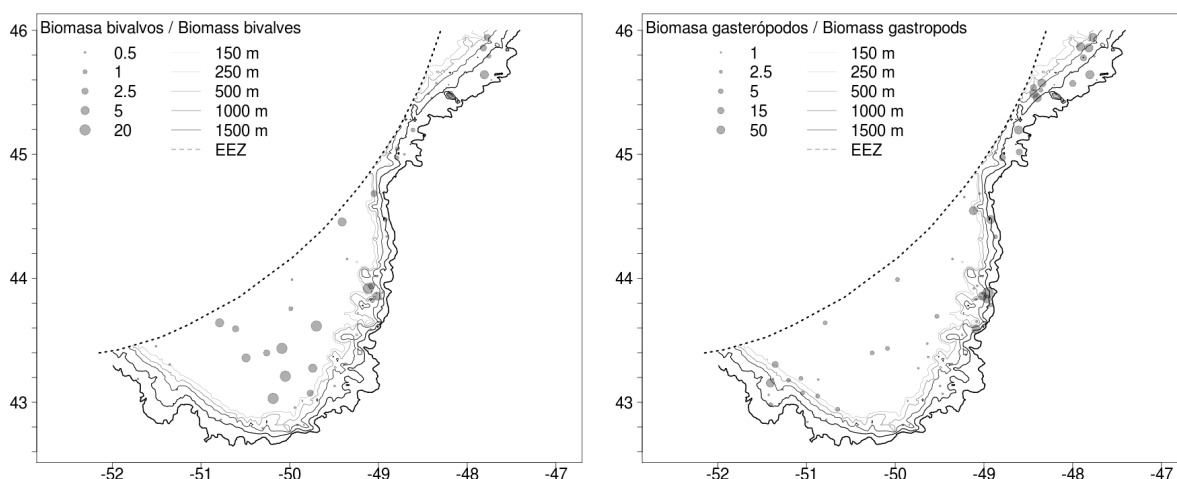 Biomasa bivalvos / Biomass bivalves
0.5 150 m
1 250 m
2.5 500 m
5 1000 m
20 1500 m
EEZ
46
45
44
43
-52 -51 -50 -49 -48 -47
Biomasa gasterópodos / Biomass gastropods
1 150 m
2.5 250 m
5 500 m
15 1000 m
50 1500 m
EEZ
46
45
44
43
-52 -51 -50 -49 -48 -47